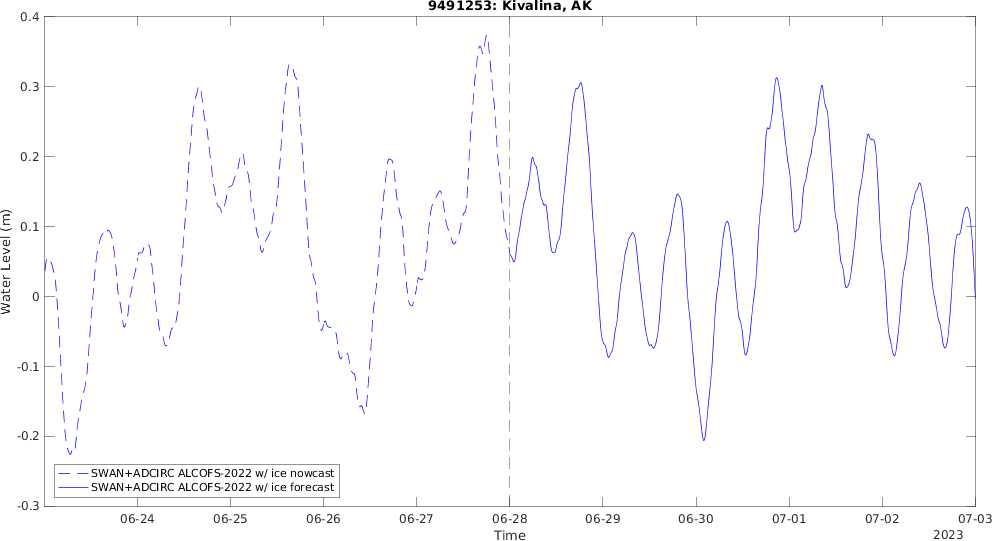 9491253: Kivalina, AK
0.4
0.3
0.2
0.1
0
-0.1
-0.2
-0.3
Water Level (m)
SWAN+ADCIRC ALCOFS-2022 w/ ice nowcast
SWAN+ADCIRC ALCOFS-2022 w/ ice forecast
06-24 06-25 06-26 06-27 06-28 06-29 06-30 07-01 07-02 07-03
Time
2023